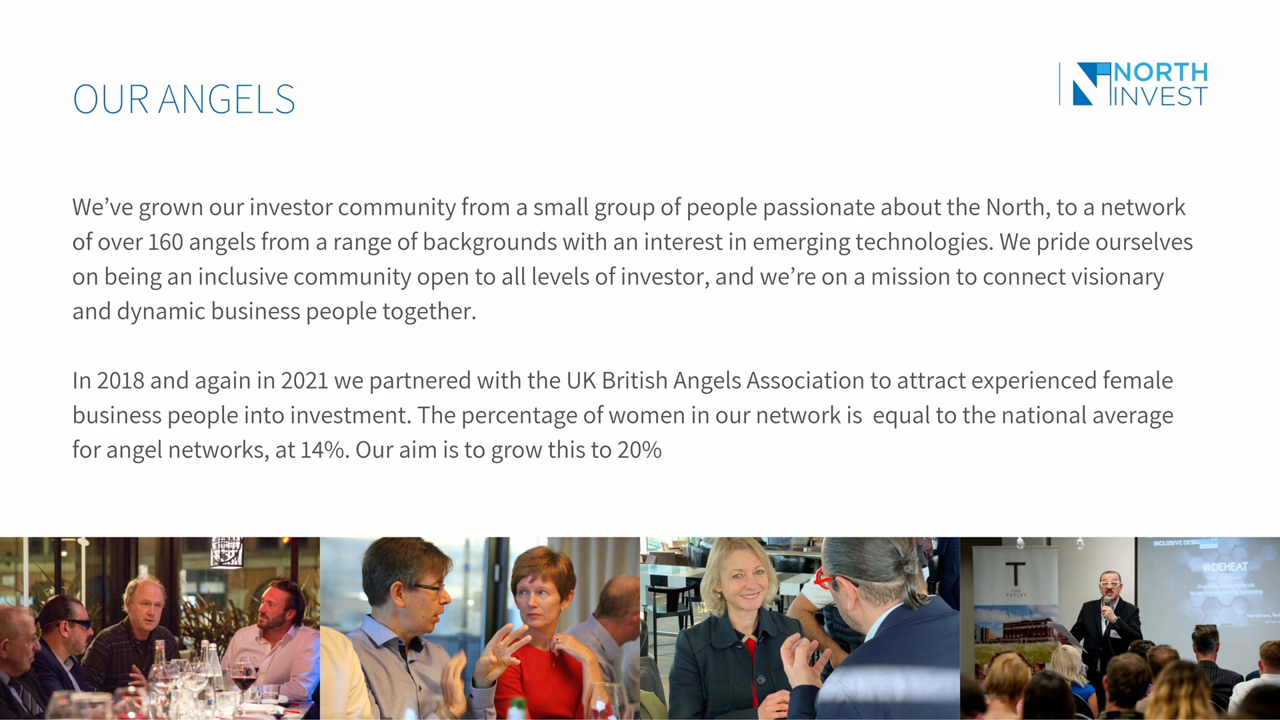 OUR ANGELS
NORTH
INVEST
We’ve grown our investor community from a small group of people passionate about the North, to a network
of over 160 angels from a range of backgrounds with an interest in emerging technologies. We pride ourselves
on being an inclusive community open to all levels of investor, and we’re on a mission to connect visionary
and dynamic business people together.
In 2018 and again in 2021 we partnered with the UK British Angels Association to attract experienced female
business people into investment. The percentage of women in our network is  equal to the national average
for angel networks, at 14%. Our aim is to grow this to 20%
T
THE
TETLEY
INCLUSIVE DESIGN
@DEHEAT